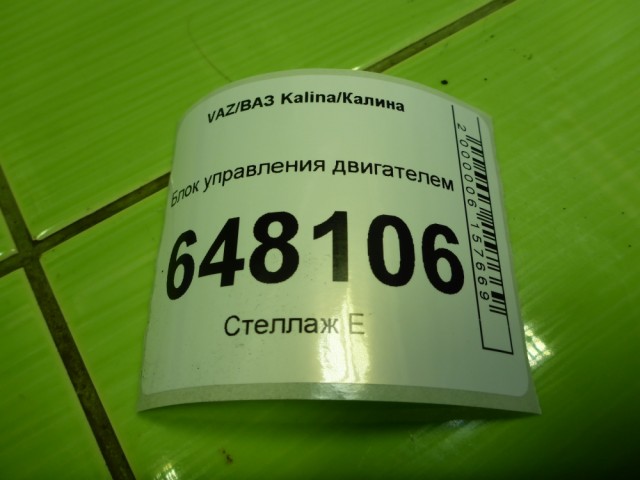 VAZ/ВАЗ Kalina/Калина
Блок управления двигателем
648106
Стеллаж Е
2000006157669